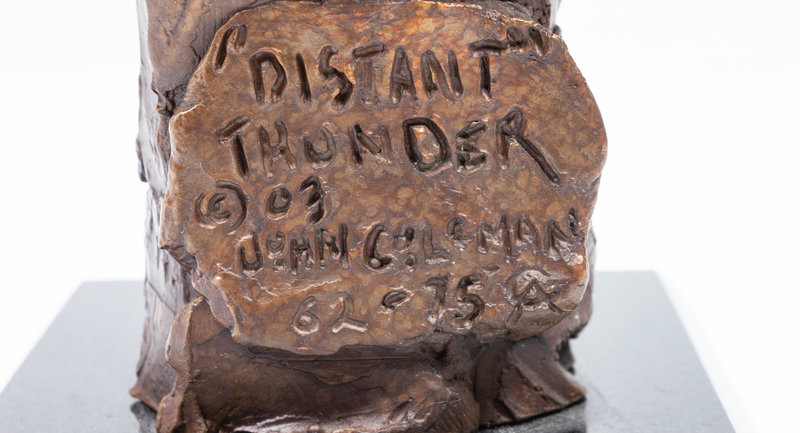 "DISTANT"
THUNDER
© 03
JOHN COLEMAN
62-75